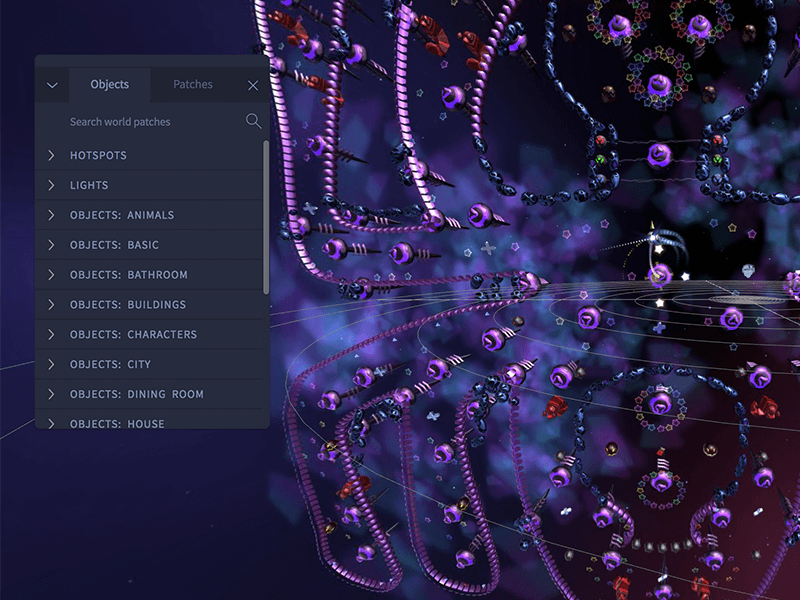 Objects
Patches
Search world patches
HOTSPOTS
LIGHTS
OBJECTS: ANIMALS
OBJECTS: BASIC
OBJECTS: BATHROOM
OBJECTS: BUILDINGS
OBJECTS: CHARACTERS
OBJECTS: CITY
OBJECTS: DINING ROOM
OBJECTS: HOUSE